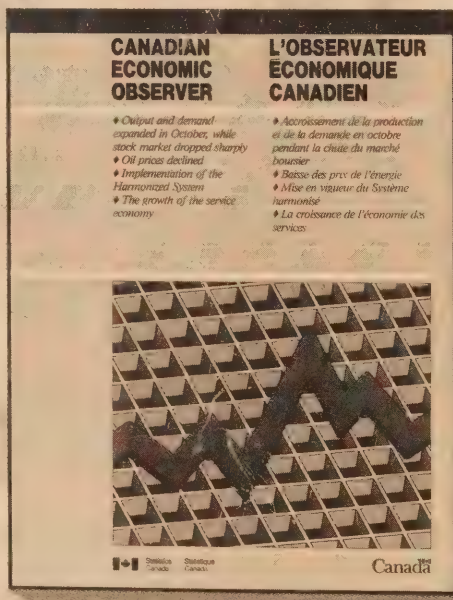 CANADIAN
ECONOMIC
OBSERVER
♦ Output and demand
expanded in October, while
stock market dropped sharply
♦ Oil prices declined
♦ Implementation of the
Harmonized System
♦ The growth of the service
economy
L'OBSERVATEUR
ÉCONOMIQUE
CANADIEN
♦ Accroissement de la production
et de la demande en octobre
pendant la chute du marché
boursier
♦ Baisse des prix de l'énergie
♦ Mise en vigueur du Système
harmonisé
♦ La croissance de l'économie des
services
Statistics
Canada
Statistique
Canada
Canada